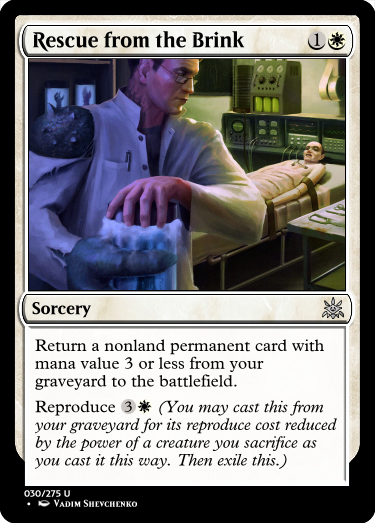 Rescue from the Brink 1
Sorcery
Return a nonland permanent card with
mana value 3 or less from your
graveyard to the battlefield.
Reproduce 3 (You may cast this from
your graveyard for its reproduce cost reduced
by the power of a creature you sacrifice as
you cast it this way. Then exile this.)
030/275 U
• Vadim Shevchenko